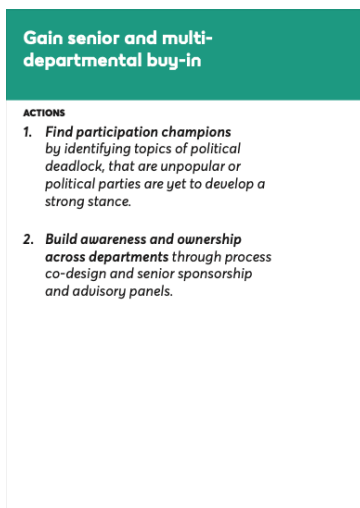 Gain senior and multi-
departmental buy-in
ACTIONS
1. Find participation champions
by identifying topics of political
deadlock, that are unpopular or
political parties are yet to develop a
strong stance.
2. Build awareness and ownership
across departments through process
co-design and senior sponsorship
and advisory panels.